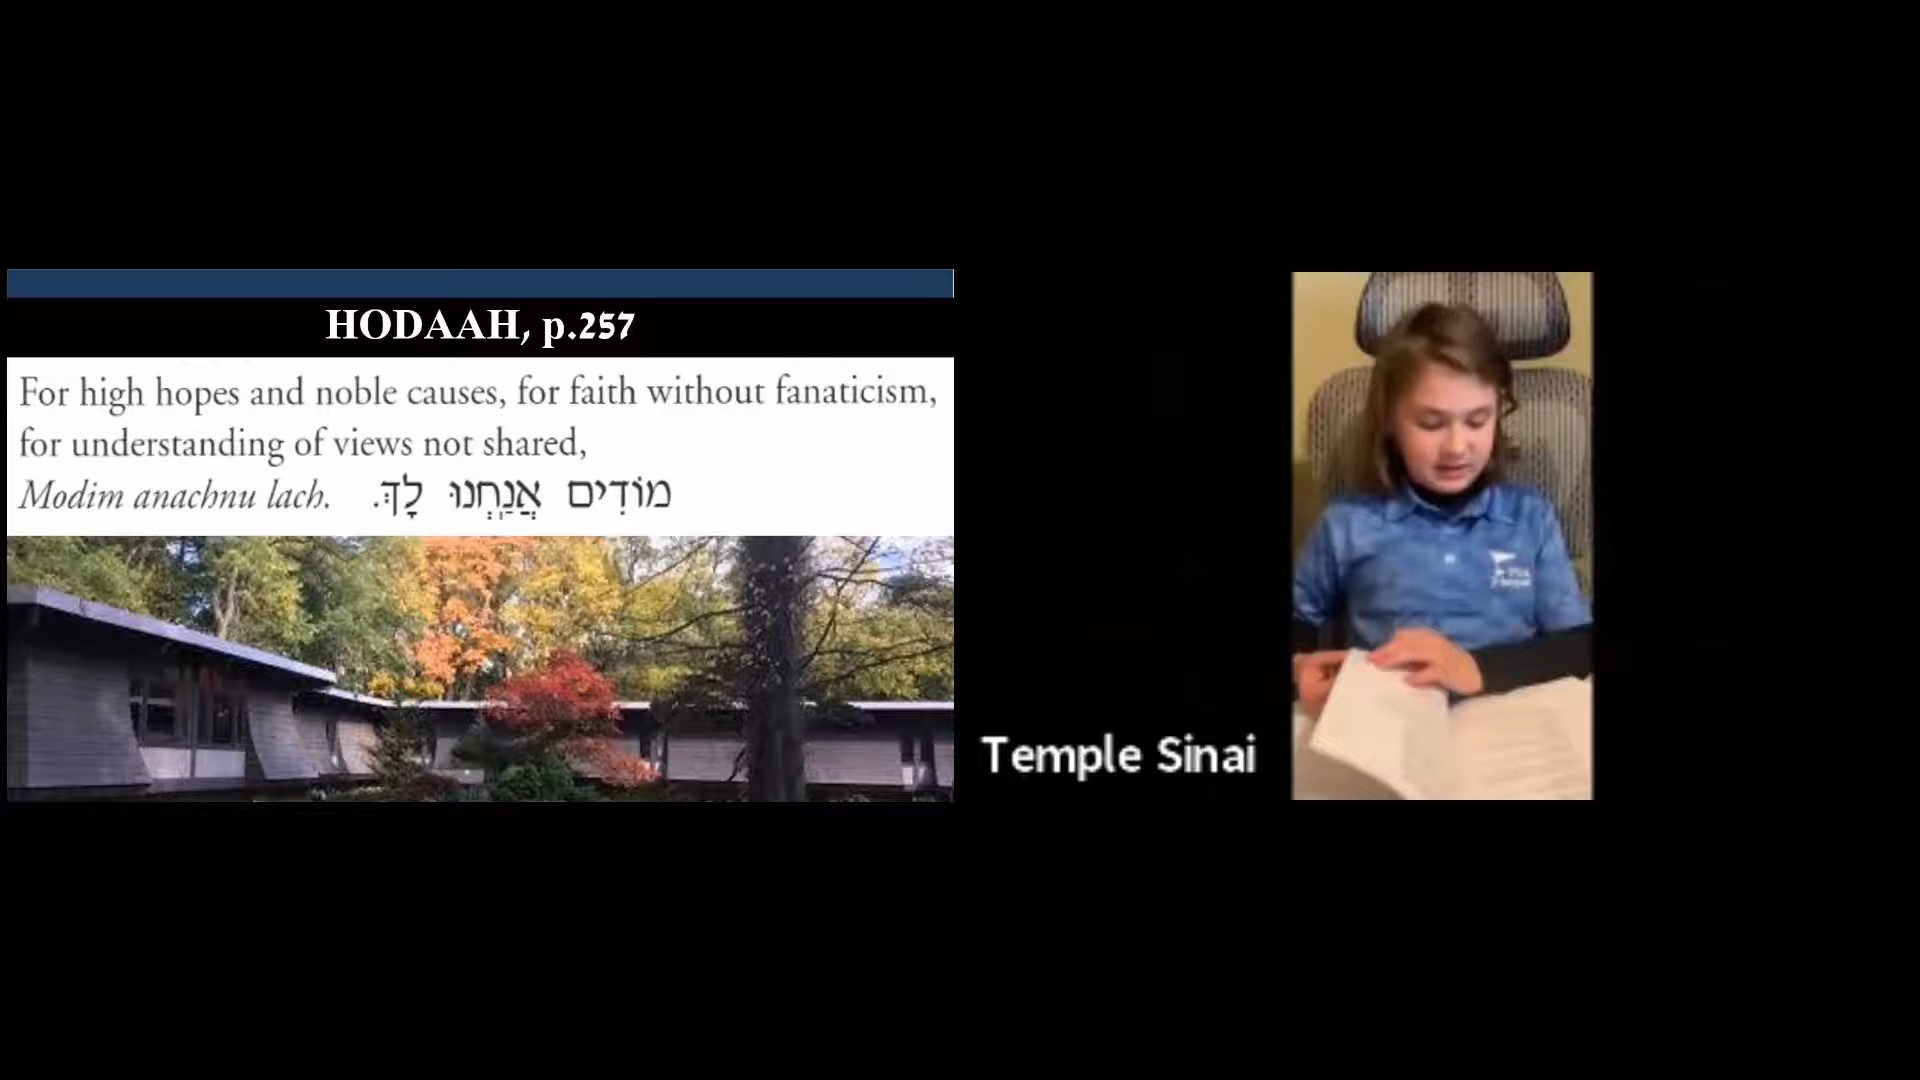 HODAAH, p.257
For high hopes and noble causes, for faith without fanaticism,
for understanding of views not shared,
Modim anachnu lach. מוֹדִים אֲנַֽחְנוּ לָךְ.
Temple Sinai